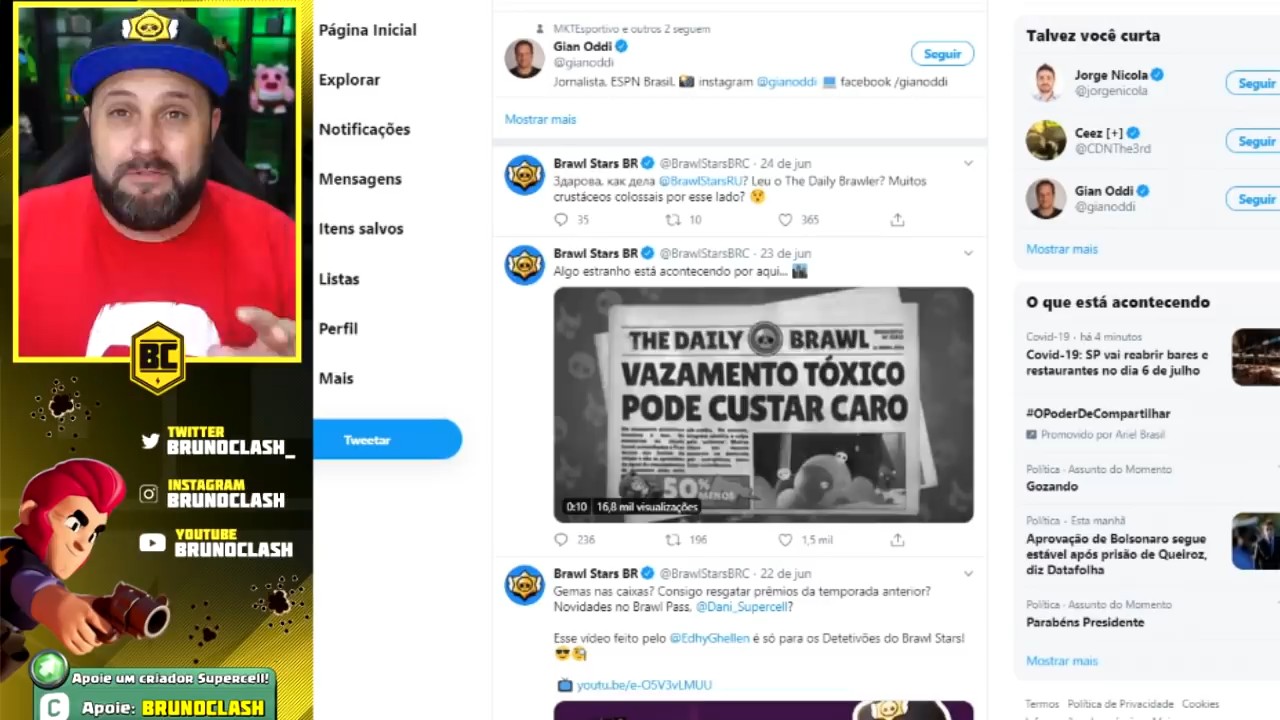 Página Inicial
Explorar
Notificações
Mensagens
Itens salvos
Listas
Perfil
Mais
Tweetar
BC
TWITTER
BRUNOCLASH_
INSTAGRAM
BRUNOCLASH
YOUTUBE
BRUNOCLASH
Apoie um criador Supercell!
C
Apoie: BRUNOCLASH
MKTEsportivo e outros 2 seguem
Gian Oddi
@gianoddi
Seguir
Jornalista. ESPN Brasil. 📸 instagram @gianoddi 💻 facebook /gianoddi
Mostrar mais
Brawl Stars BR @BrawlStarsBRC · 24 de jun
Здарова, как дела @BrawlStarsRU? Leu o The Daily Brawler? Muitos
crustáceos colossais por esse lado? 😯
35 10 365
Brawl Stars BR @BrawlStarsBRC · 23 de jun
Algo estranho está acontecendo por aqui...
THE DAILY BRAWL
VAZAMENTO TÓXICO
PODE CUSTAR CARO
50%
MENOS
0:10 16,8 mil visualizações
236 196 1,5 mil
Brawl Stars BR @BrawlStarsBRC · 22 de jun
Gemas nas caixas? Consigo resgatar prêmios da temporada anterior?
Novidades no Brawl Pass, @Dani_Supercell?
Esse vídeo feito pelo @EdhyGhellen é só para os Detetivões do Brawl Stars!
😎🧐
📺 youtu.be/e-O5V3vLMUU
Talvez você curta
Jorge Nicola
@jorgenicola
Seguir
Ceez [+]
@CDNThe3rd
Seguir
Gian Oddi
@gianoddi
Seguir
Mostrar mais
O que está acontecendo
Covid-19 · há 4 minutos
Covid-19: SP vai reabrir bares e
restaurantes no dia 6 de julho
#OPoderDeCompartilhar
Promovido por Ariel Brasil
Política · Assunto do Momento
Gozando
Política · Esta manhã
Aprovação de Bolsonaro segue
estável após prisão de Queiroz,
diz Datafolha
Política · Assunto do Momento
Parabéns Presidente
Mostrar mais
Termos Política de Privacidade Cookies